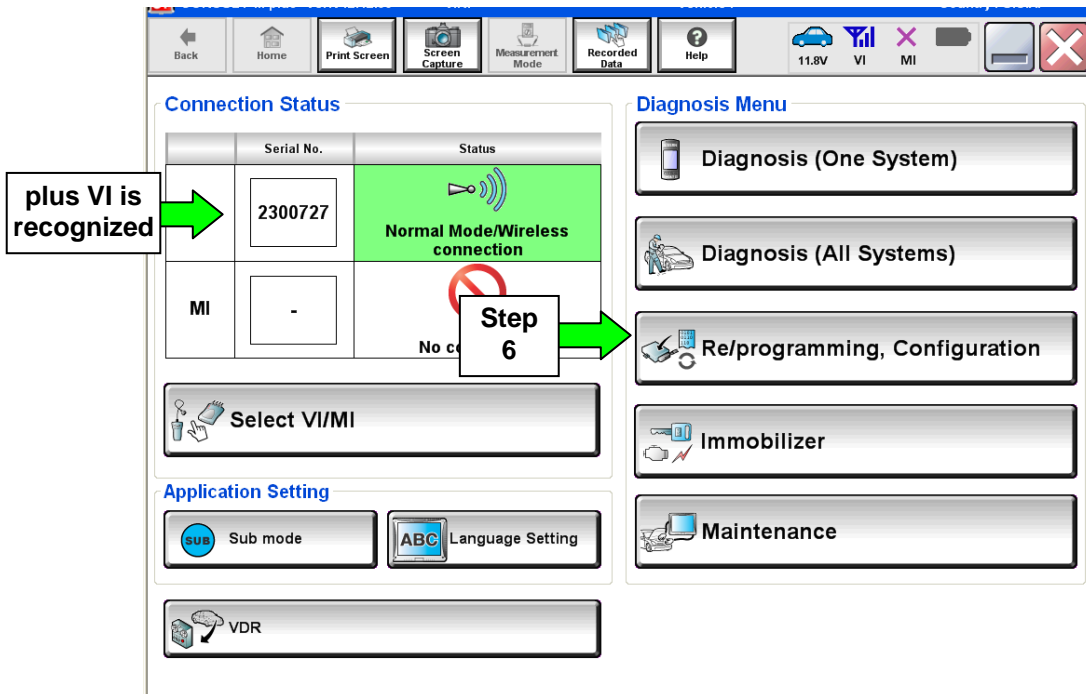 Back
Home
Print Screen
Screen
Capture
Measurement
Mode
Recorded
Data
Help
11.8V
VI
MI
Connection Status
Serial No.
Status
plus VI is
recognized
2300727
Normal Mode/Wireless
connection
MI
-
No
Step
6
Select VI/MI
Application Setting
SUB
Sub mode
ABC
Language Setting
VDR
Diagnosis Menu
Diagnosis (One System)
Diagnosis (All Systems)
Re/programming, Configuration
Immobilizer
Maintenance